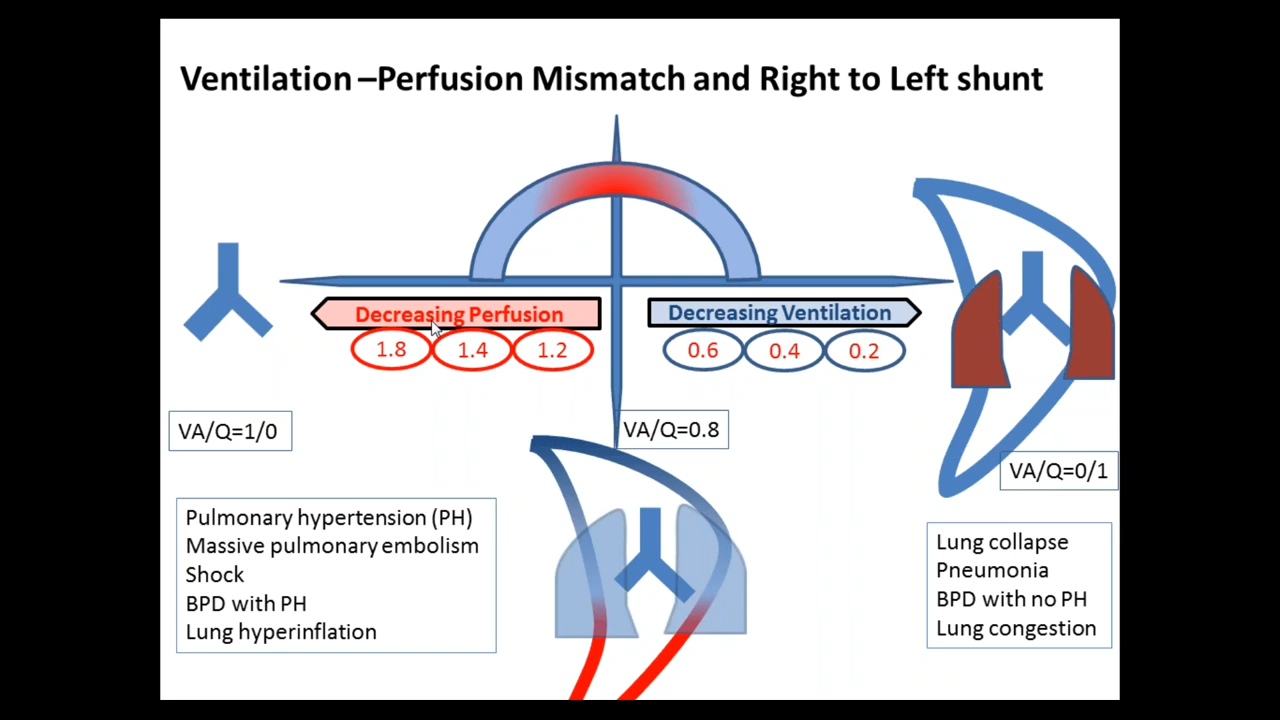 Ventilation –Perfusion Mismatch and Right to Left shunt
Decreasing Perfusion
Decreasing Ventilation
1.8
1.4
1.2
0.6
0.4
0.2
VA/Q=1/0
VA/Q=0.8
VA/Q=0/1
Pulmonary hypertension (PH)
Massive pulmonary embolism
Shock
BPD with PH
Lung hyperinflation
Lung collapse
Pneumonia
BPD with no PH
Lung congestion